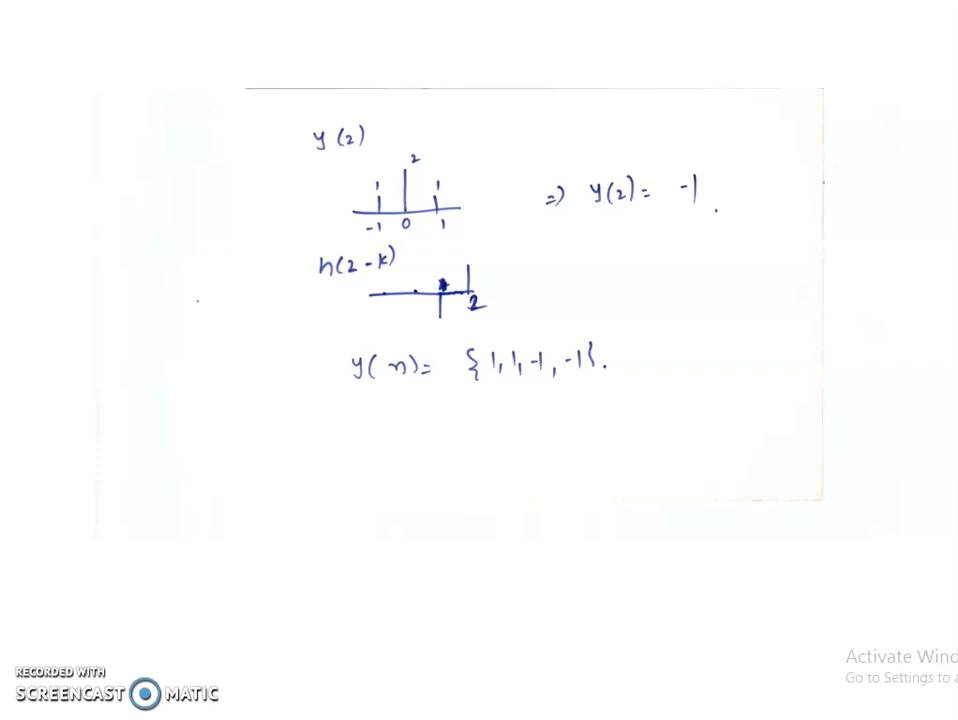 y(2)
2
1 1
-1 0 1
=) y(2) = -1 .
h(2-k)
2
y(n) = {1, 1, -1, -1}.
Activate Wind
Go to Settings to a
RECORDED WITH
SCREENCAST MATIC